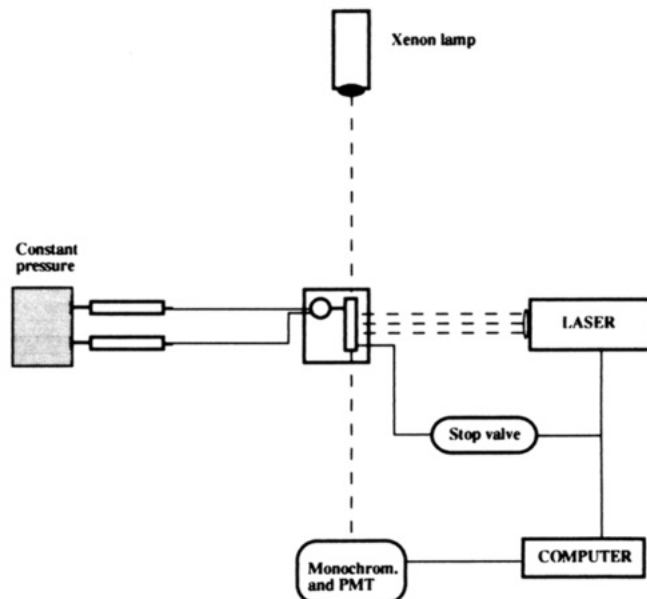 Xenon lamp
Constant
pressure
LASER
Stop valve
COMPUTER
Monochrom.
and PMT